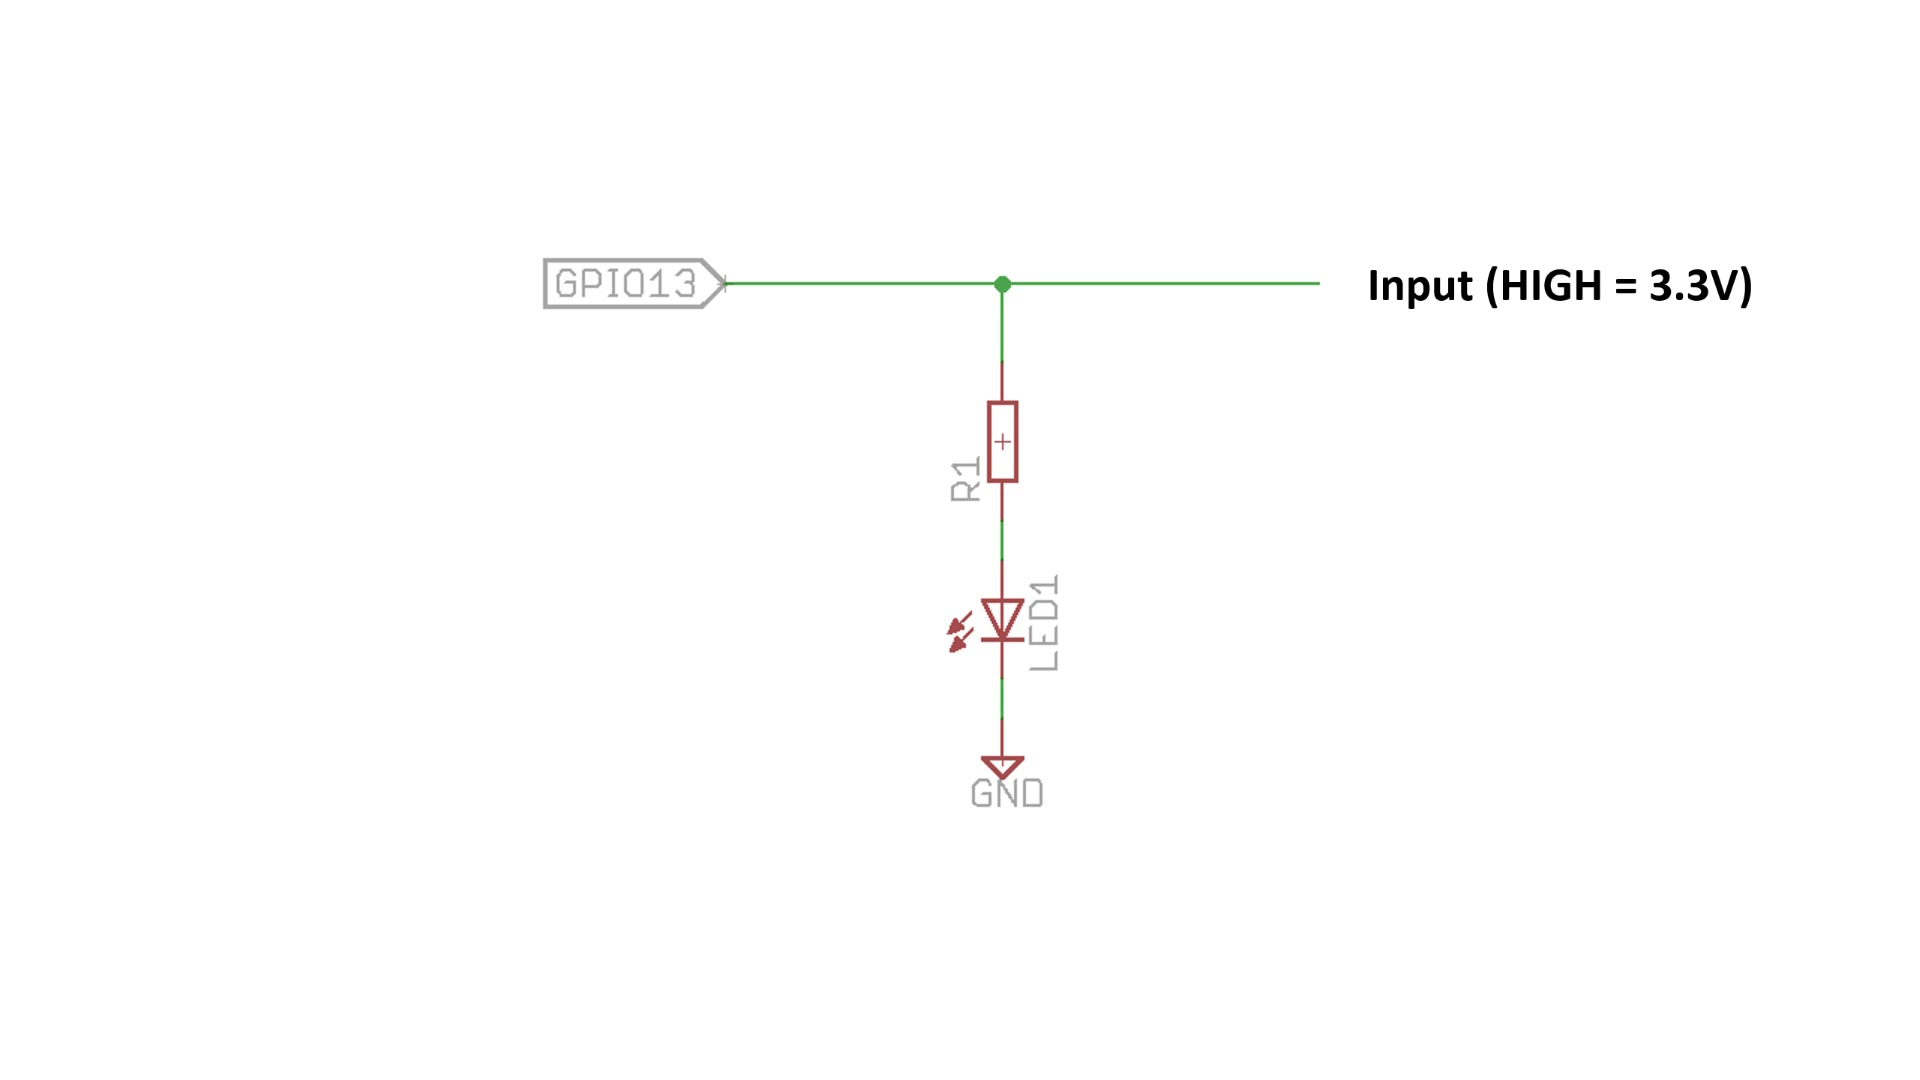 GPIO13
Input (HIGH = 3.3V)
R1
LED1
GND